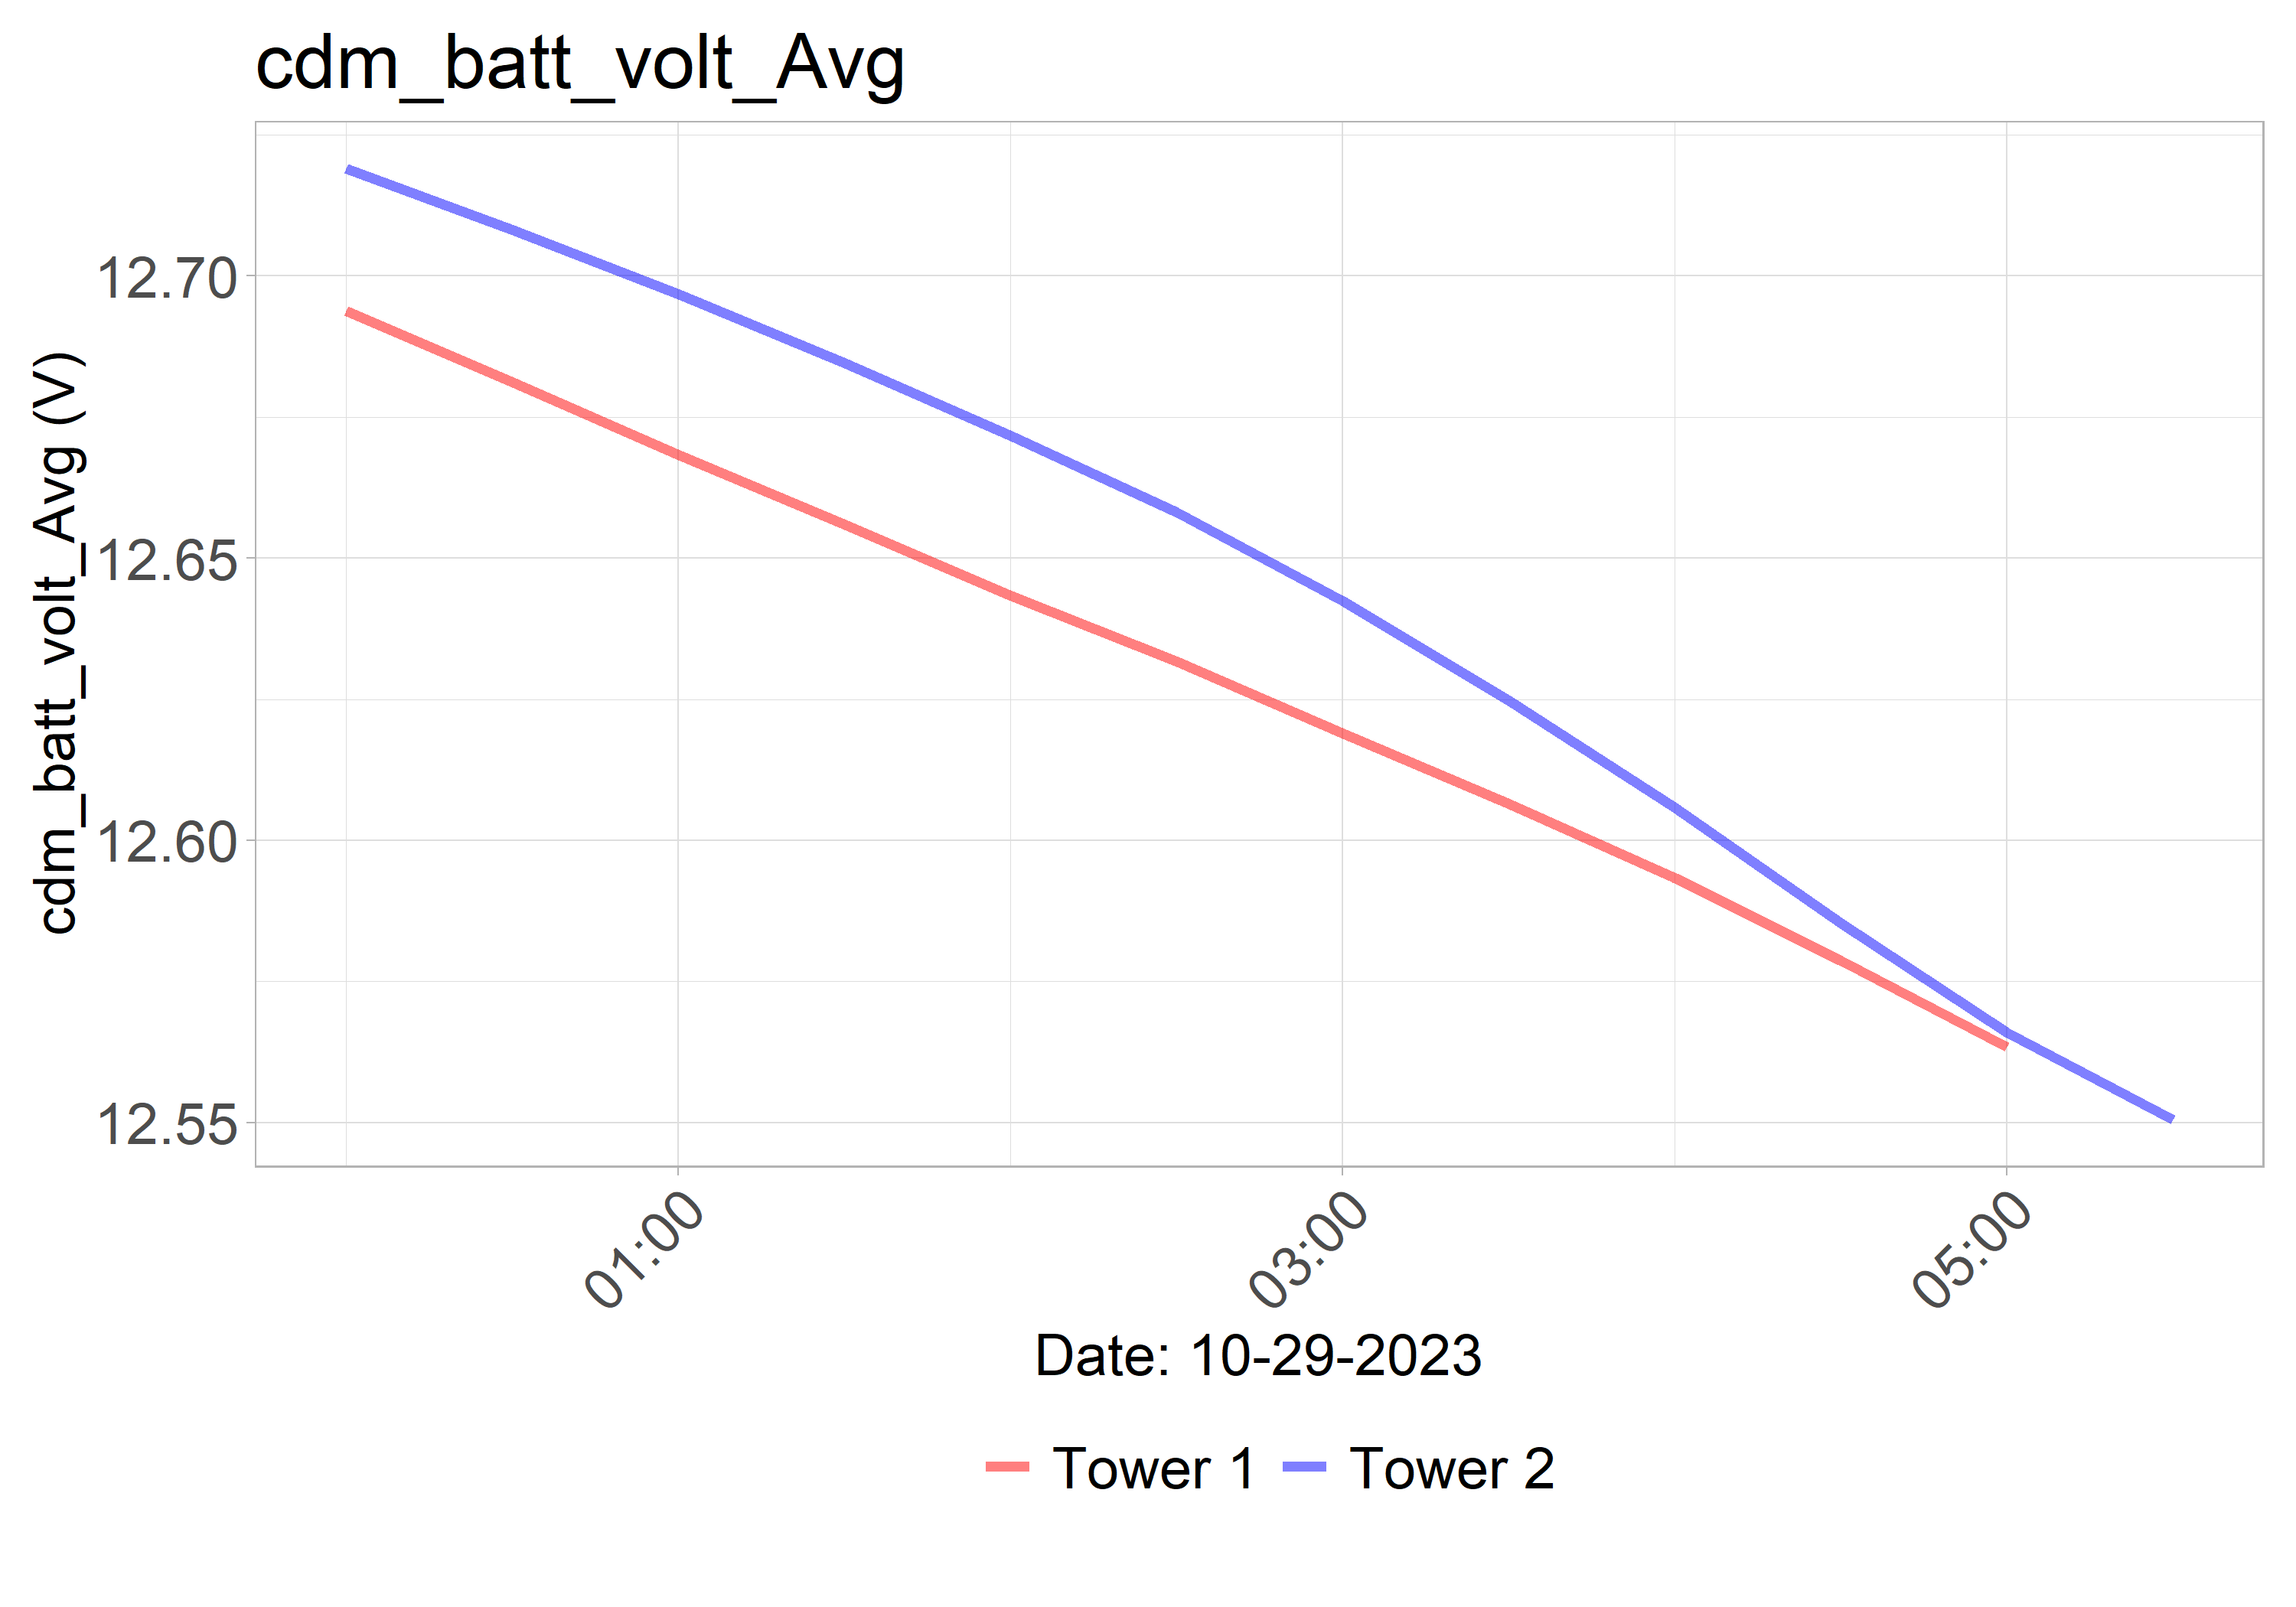 cdm_batt_volt_Avg
cdm_batt_volt_Avg (V)
12.70
12.65
12.60
12.55
01:00
03:00
05:00
Date: 10-29-2023
Tower 1
Tower 2